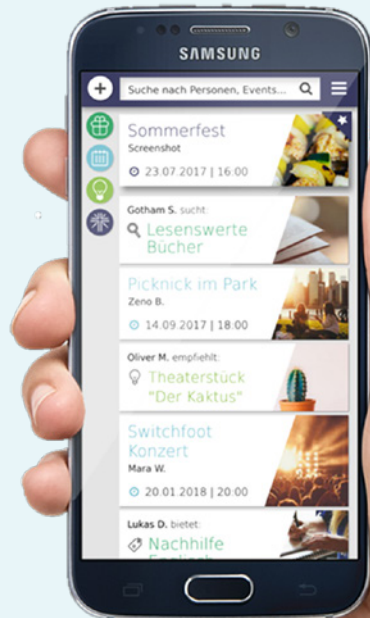 SAMSUNG
Suche nach Personen, Events...
Sommerfest
Screenshot
23.07.2017 | 16:00
Gotham S. sucht:
Lesenswerte
Bücher
Picknick im Park
Zeno B.
14.09.2017 | 18:00
Oliver M. empfiehlt:
Theaterstück
"Der Kaktus"
Switchfoot
Konzert
Mara W.
20.01.2018 | 20:00
Lukas D. bietet:
Nachhilfe
Englisch